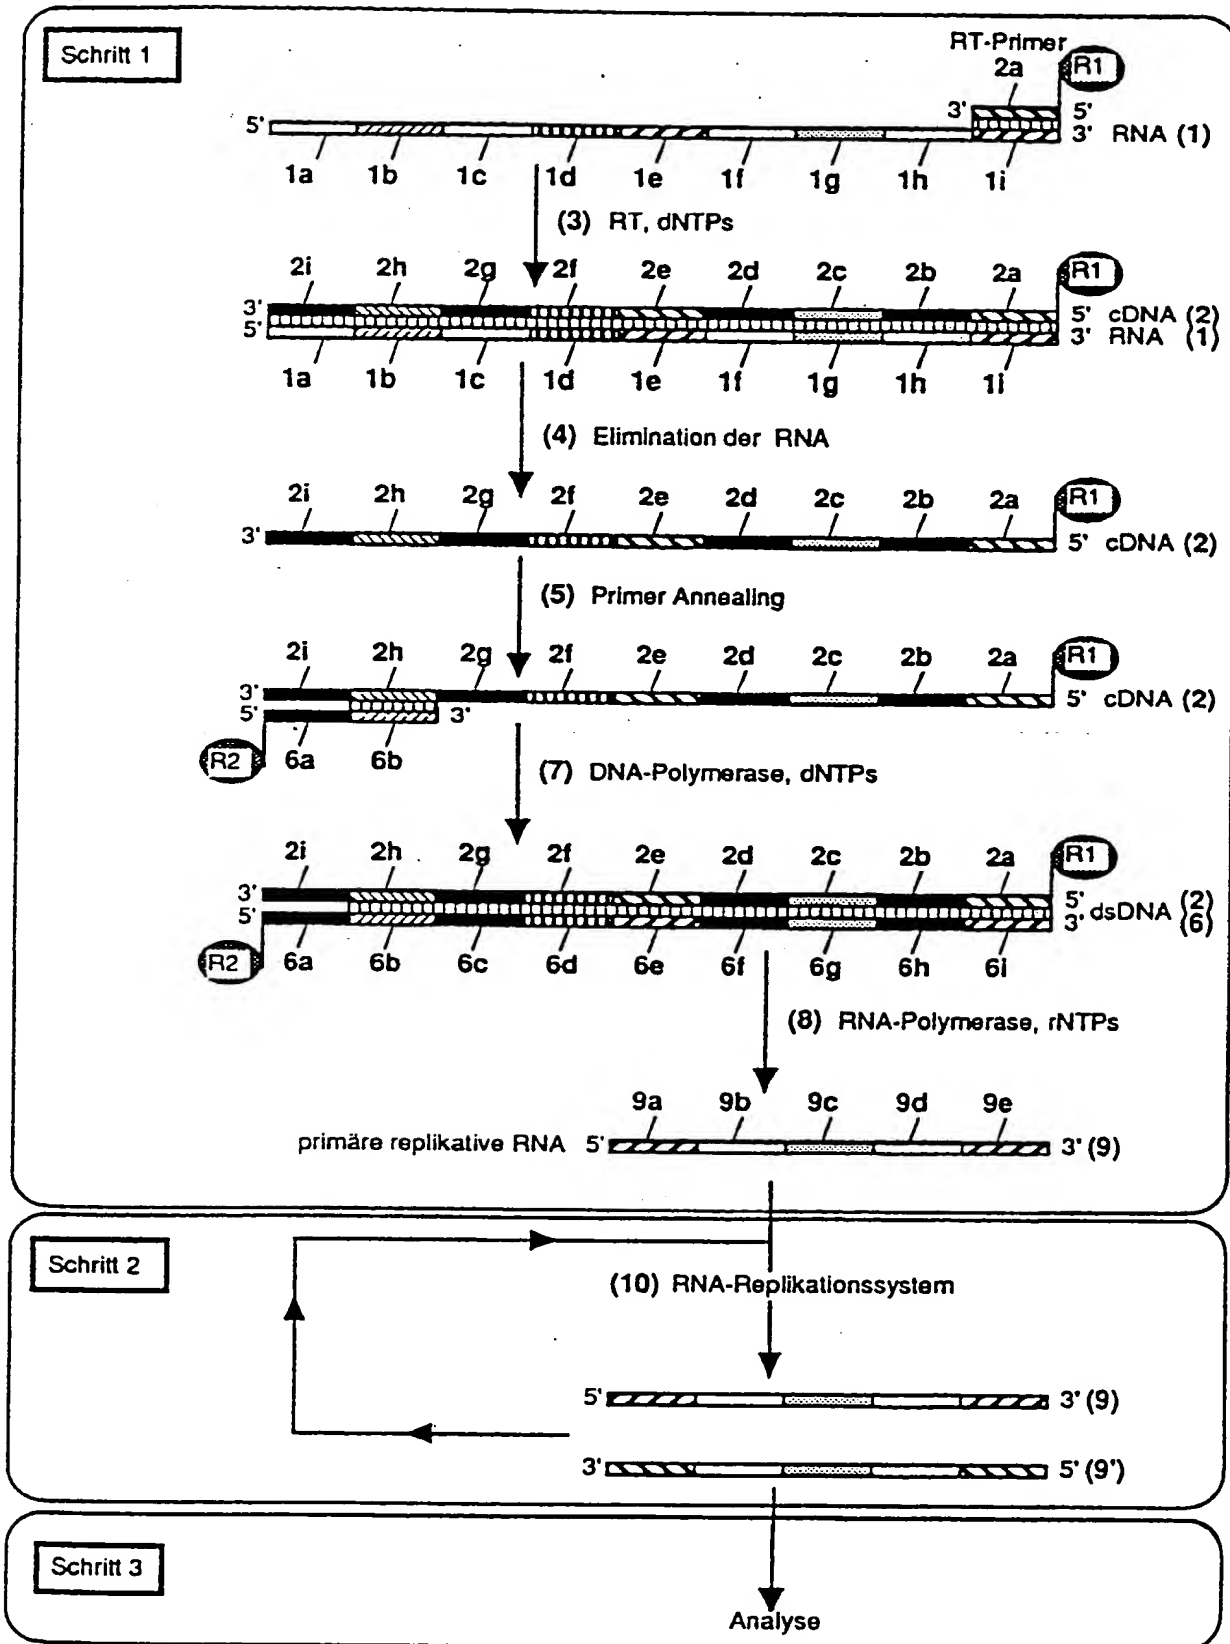 Schritt 1
RT-Primer
2a R1
3' 5'
5' 3' RNA (1)
1a 1b 1c 1d 1e 1f 1g 1h 1i
(3) RT, dNTPs
2i 2h 2g 2f 2e 2d 2c 2b 2a R1
3' 5' cDNA (2)
5' 3' RNA (1)
1a 1b 1c 1d 1e 1f 1g 1h 1i
(4) Elimination der RNA
2i 2h 2g 2f 2e 2d 2c 2b 2a R1
3' 5' cDNA (2)
(5) Primer Annealing
2i 2h 2g 2f 2e 2d 2c 2b 2a R1
3' 5' cDNA (2)
5' 3'
R2 6a 6b
(7) DNA-Polymerase, dNTPs
2i 2h 2g 2f 2e 2d 2c 2b 2a R1
3' 5' (2)
dsDNA
5' 3' (6)
R2 6a 6b 6c 6d 6e 6f 6g 6h 6i
(8) RNA-Polymerase, rNTPs
9a 9b 9c 9d 9e
primäre replikative RNA 5' 3' (9)
Schritt 2
(10) RNA-Replikationssystem
5' 3' (9)
3' 5' (9')
Schritt 3
Analyse